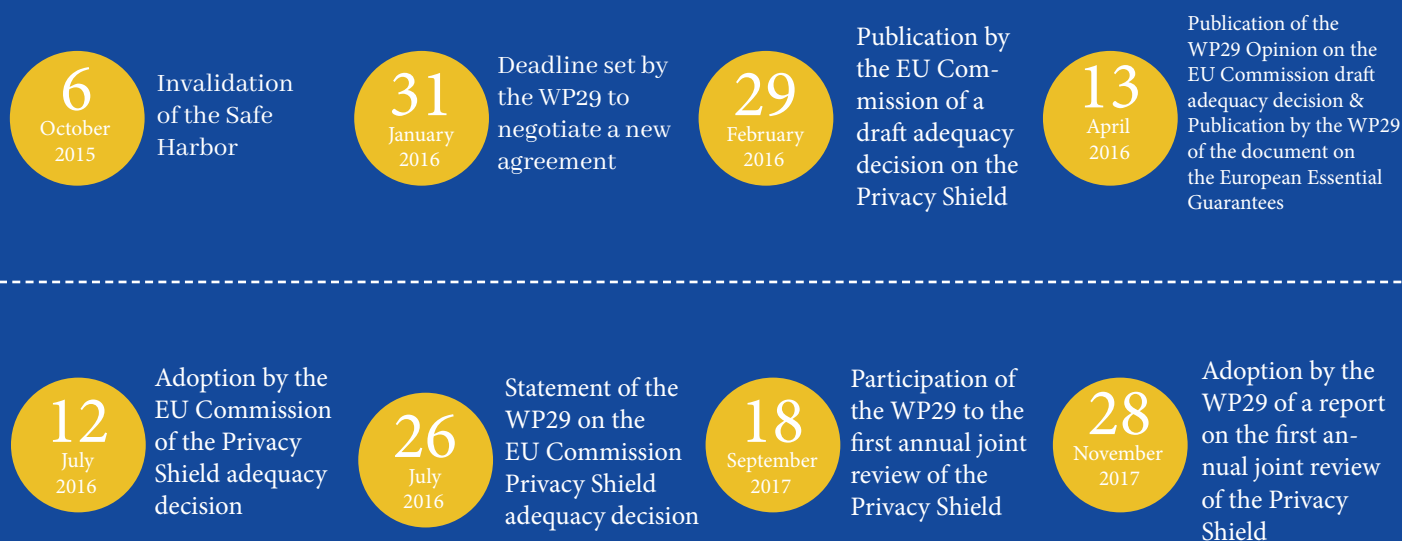 6
October
2015
Invalidation
of the Safe
Harbor
31
January
2016
Deadline set by
the WP29 to
negotiate a new
agreement
29
February
2016
Publication by
the EU Com-
mission of a
draft adequacy
decision on the
Privacy Shield
13
April
2016
Publication of the
WP29 Opinion on the
EU Commission draft
adequacy decision &
Publication by the WP29
of the document on
the European Essential
Guarantees
12
July
2016
Adoption by the
EU Commission
of the Privacy
Shield adequacy
decision
26
July
2016
Statement of the
WP29 on the
EU Commission
Privacy Shield
adequacy decision
18
September
2017
Participation of
the WP29 to the
first annual joint
review of the
Privacy Shield
28
November
2017
Adoption by the
WP29 of a report
on the first an-
nual joint review
of the Privacy
Shield